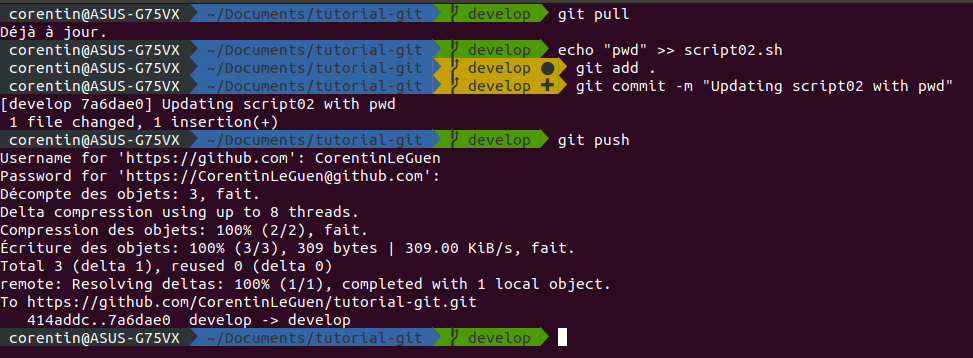 corentin@ASUS-G75VX ~/Documents/tutorial-git develop git pull
Déjà à jour.
corentin@ASUS-G75VX ~/Documents/tutorial-git develop echo "pwd" >> script02.sh
corentin@ASUS-G75VX ~/Documents/tutorial-git develop ● git add .
corentin@ASUS-G75VX ~/Documents/tutorial-git develop ✚ git commit -m "Updating script02 with pwd"
[develop 7a6dae0] Updating script02 with pwd
1 file changed, 1 insertion(+)
corentin@ASUS-G75VX ~/Documents/tutorial-git develop git push
Username for 'https://github.com': CorentinLeGuen
Password for 'https://CorentinLeGuen@github.com':
Décompte des objets: 3, fait.
Delta compression using up to 8 threads.
Compression des objets: 100% (2/2), fait.
Écriture des objets: 100% (3/3), 309 bytes | 309.00 KiB/s, fait.
Total 3 (delta 1), reused 0 (delta 0)
remote: Resolving deltas: 100% (1/1), completed with 1 local object.
To https://github.com/CorentinLeGuen/tutorial-git.git
414addc..7a6dae0  develop -> develop
corentin@ASUS-G75VX ~/Documents/tutorial-git develop